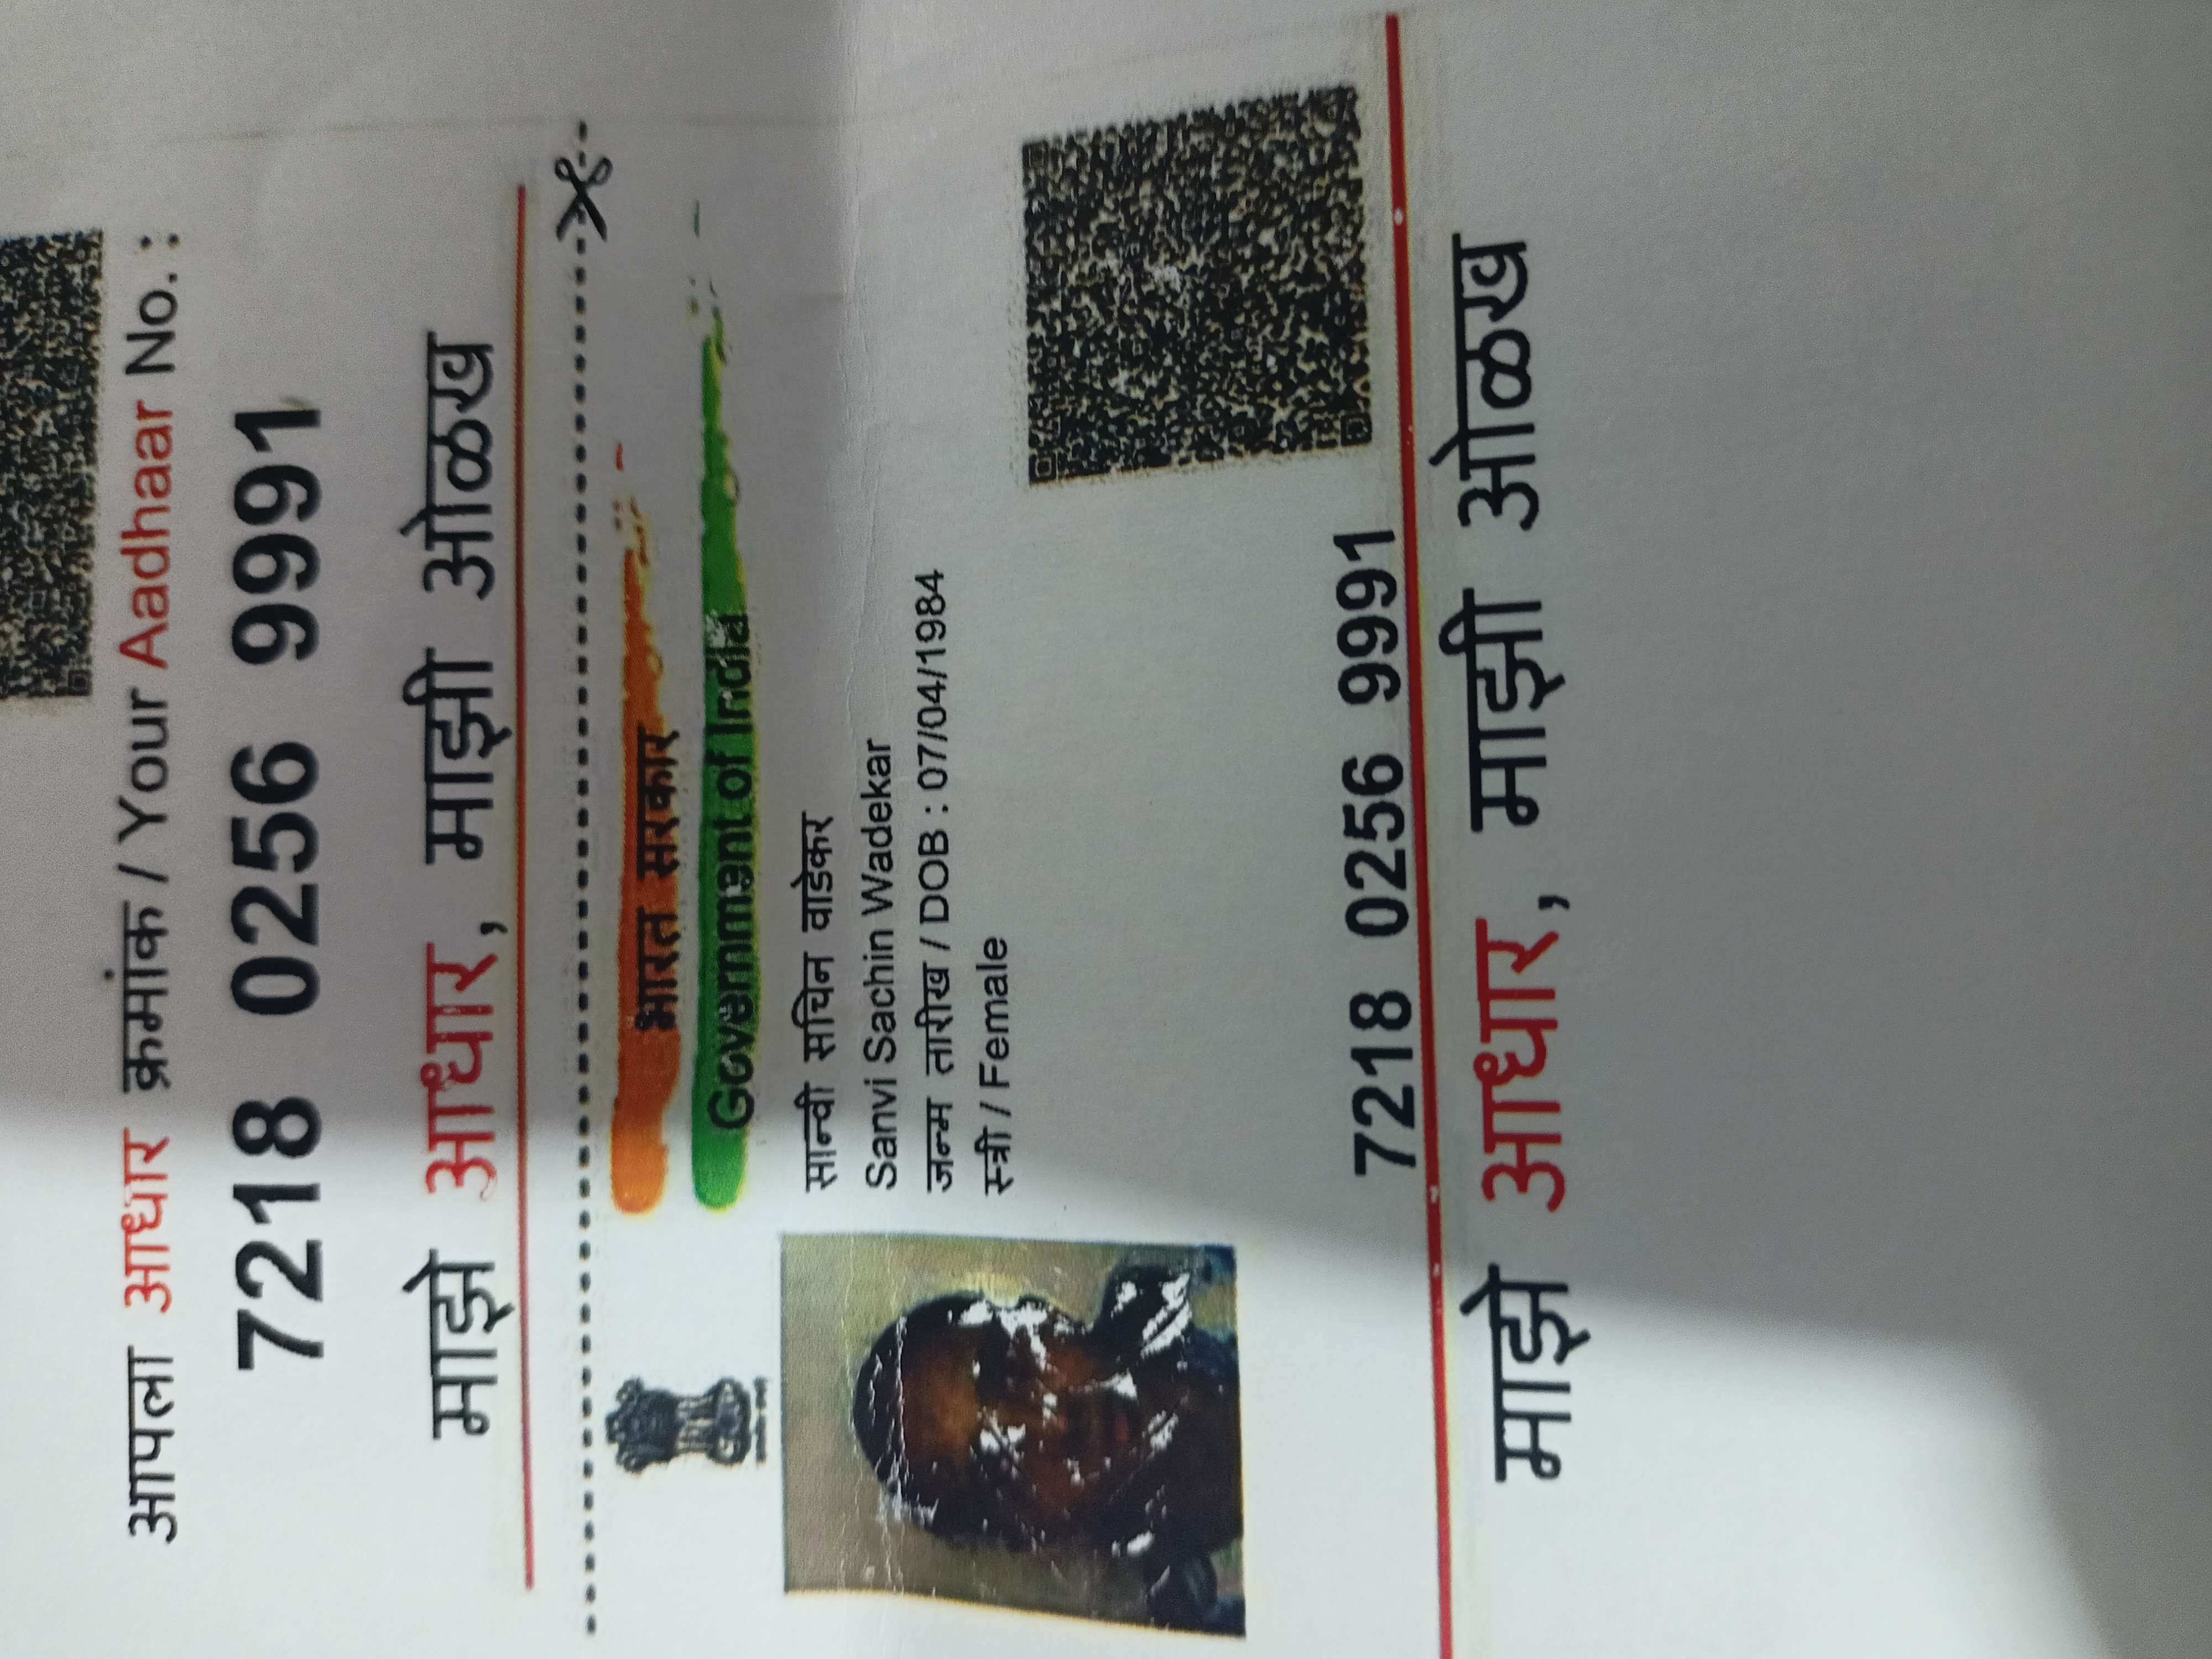 आपला आधार क्रमांक / Your Aadhaar No. :
7218 0256 9991
माझे आधार, माझी ओळख
भारत सरकार
Government of India
सान्वी सचिन वाडेकर
Sanvi Sachin Wadekar
जन्म तारीख / DOB : 07/04/1984
स्त्री / Female
7218 0256 9991
माझे आधार, माझी ओळख